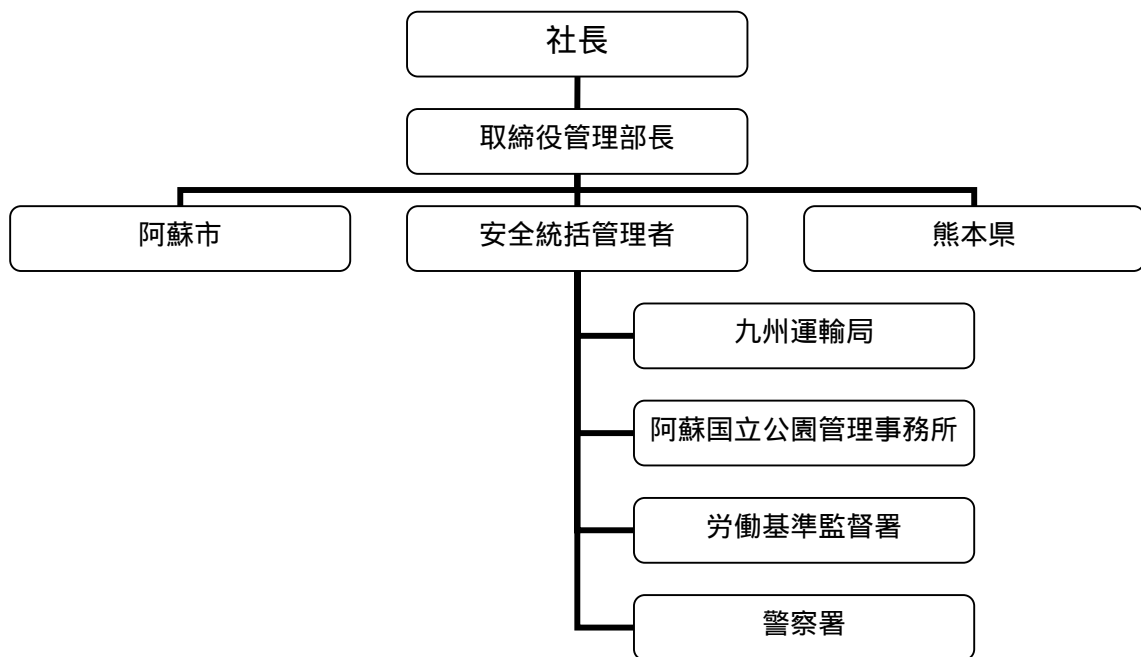 社長
取締役管理部長
阿蘇市
安全統括管理者
熊本県
九州運輸局
阿蘇国立公園管理事務所
労働基準監督署
警察署